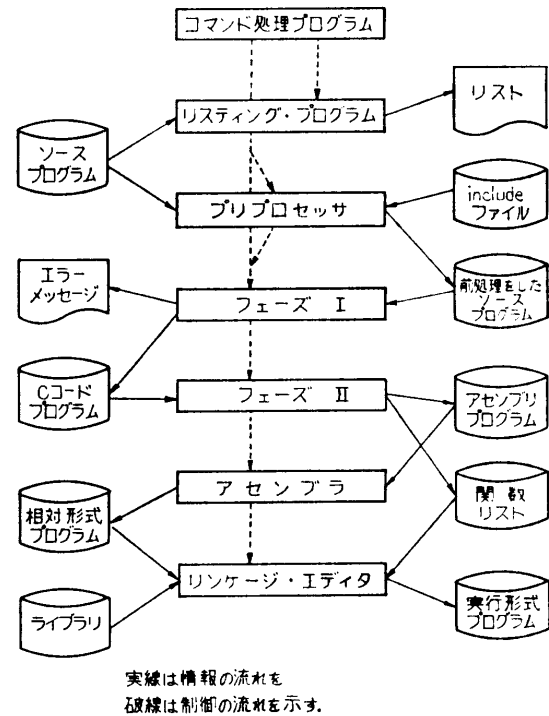 コマンド処理プログラム
リスティング・プログラム
リスト
ソース
プログラム
プリプロセッサ
include
ファイル
エラー
メッセージ
フェーズ I
前処理をした
ソース
プログラム
Cコード
プログラム
フェーズ II
アセンブリ
プログラム
アセンブラ
相対形式
プログラム
関数
リスト
リンケージ・エディタ
ライブラリ
実行形式
プログラム
実線は情報の流れを
破線は制御の流れを示す.